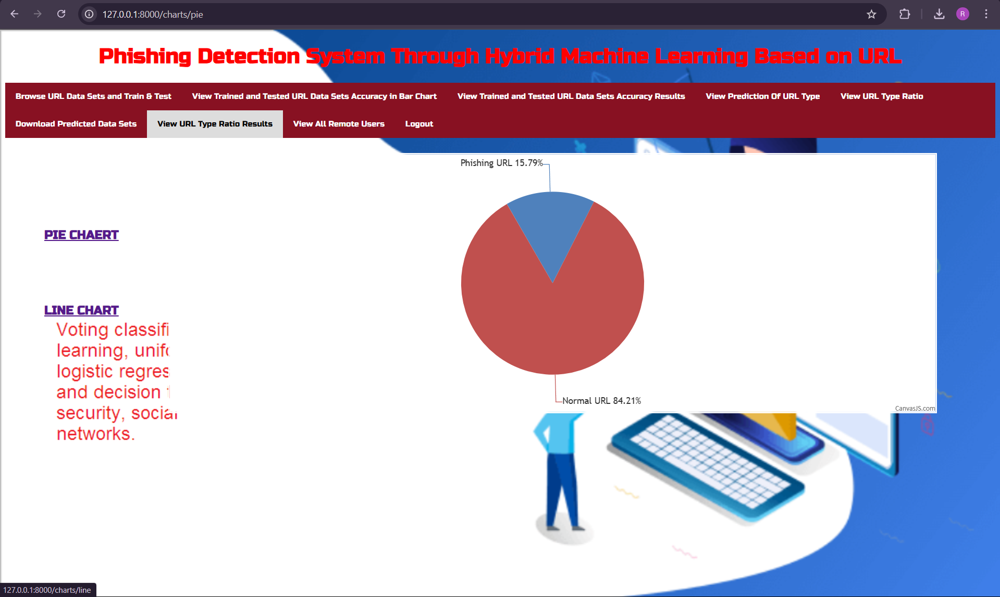 127.0.0.1:8000/charts/pie
R
Phishing Detection System Through Hybrid Machine Learning Based on URL
Browse URL Data Sets and Train & Test View Trained and Tested URL Data Sets Accuracy in Bar Chart View Trained and Tested URL Data Sets Accuracy Results View Prediction Of URL Type View URL Type Ratio
Download Predicted Data Sets View URL Type Ratio Results View All Remote Users Logout
Phishing URL 15.79%
PIE CHAERT
LINE CHART
Voting classifi
learning, unif
logistic regres
and decision
security, social
networks.
Normal URL 84.21%
CanvasJS.com
127.0.0.1:8000/charts/line